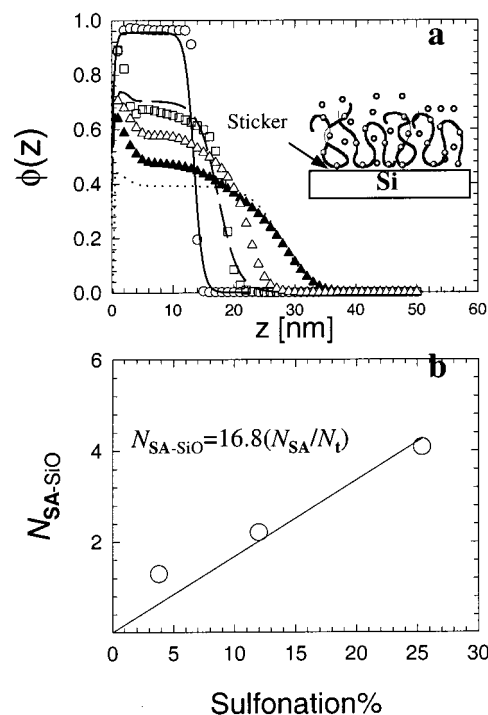 a
1.0
0.8
0.6
0.4
0.2
0.0
ϕ(z)
Sticker
Si
0 10 20 30 40 50 60
z [nm]
b
6
4
2
N_SA-SiO
N_SA-SiO=16.8(N_SA/N_t)
0 5 10 15 20 25 30
Sulfonation%